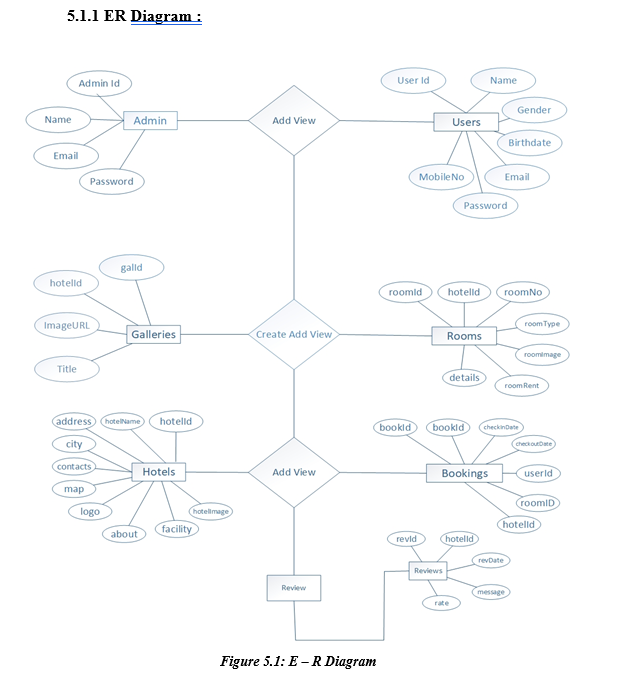 5.1.1 ER Diagram :
Admin Id
Name
Email
Password
Admin
Add View
User Id
Name
Gender
Birthdate
Email
Password
MobileNo
Users
galId
hotelId
ImageURL
Title
Galleries
Create Add View
roomId
hotelId
roomNo
roomType
roomImage
roomRent
details
Rooms
address
hotelName
hotelId
city
contacts
map
logo
about
facility
hotelImage
Hotels
Add View
bookId
bookId
checkinDate
checkoutDate
userId
roomID
hotelId
Bookings
Review
revId
hotelId
revDate
message
rate
Reviews
Figure 5.1: E – R Diagram